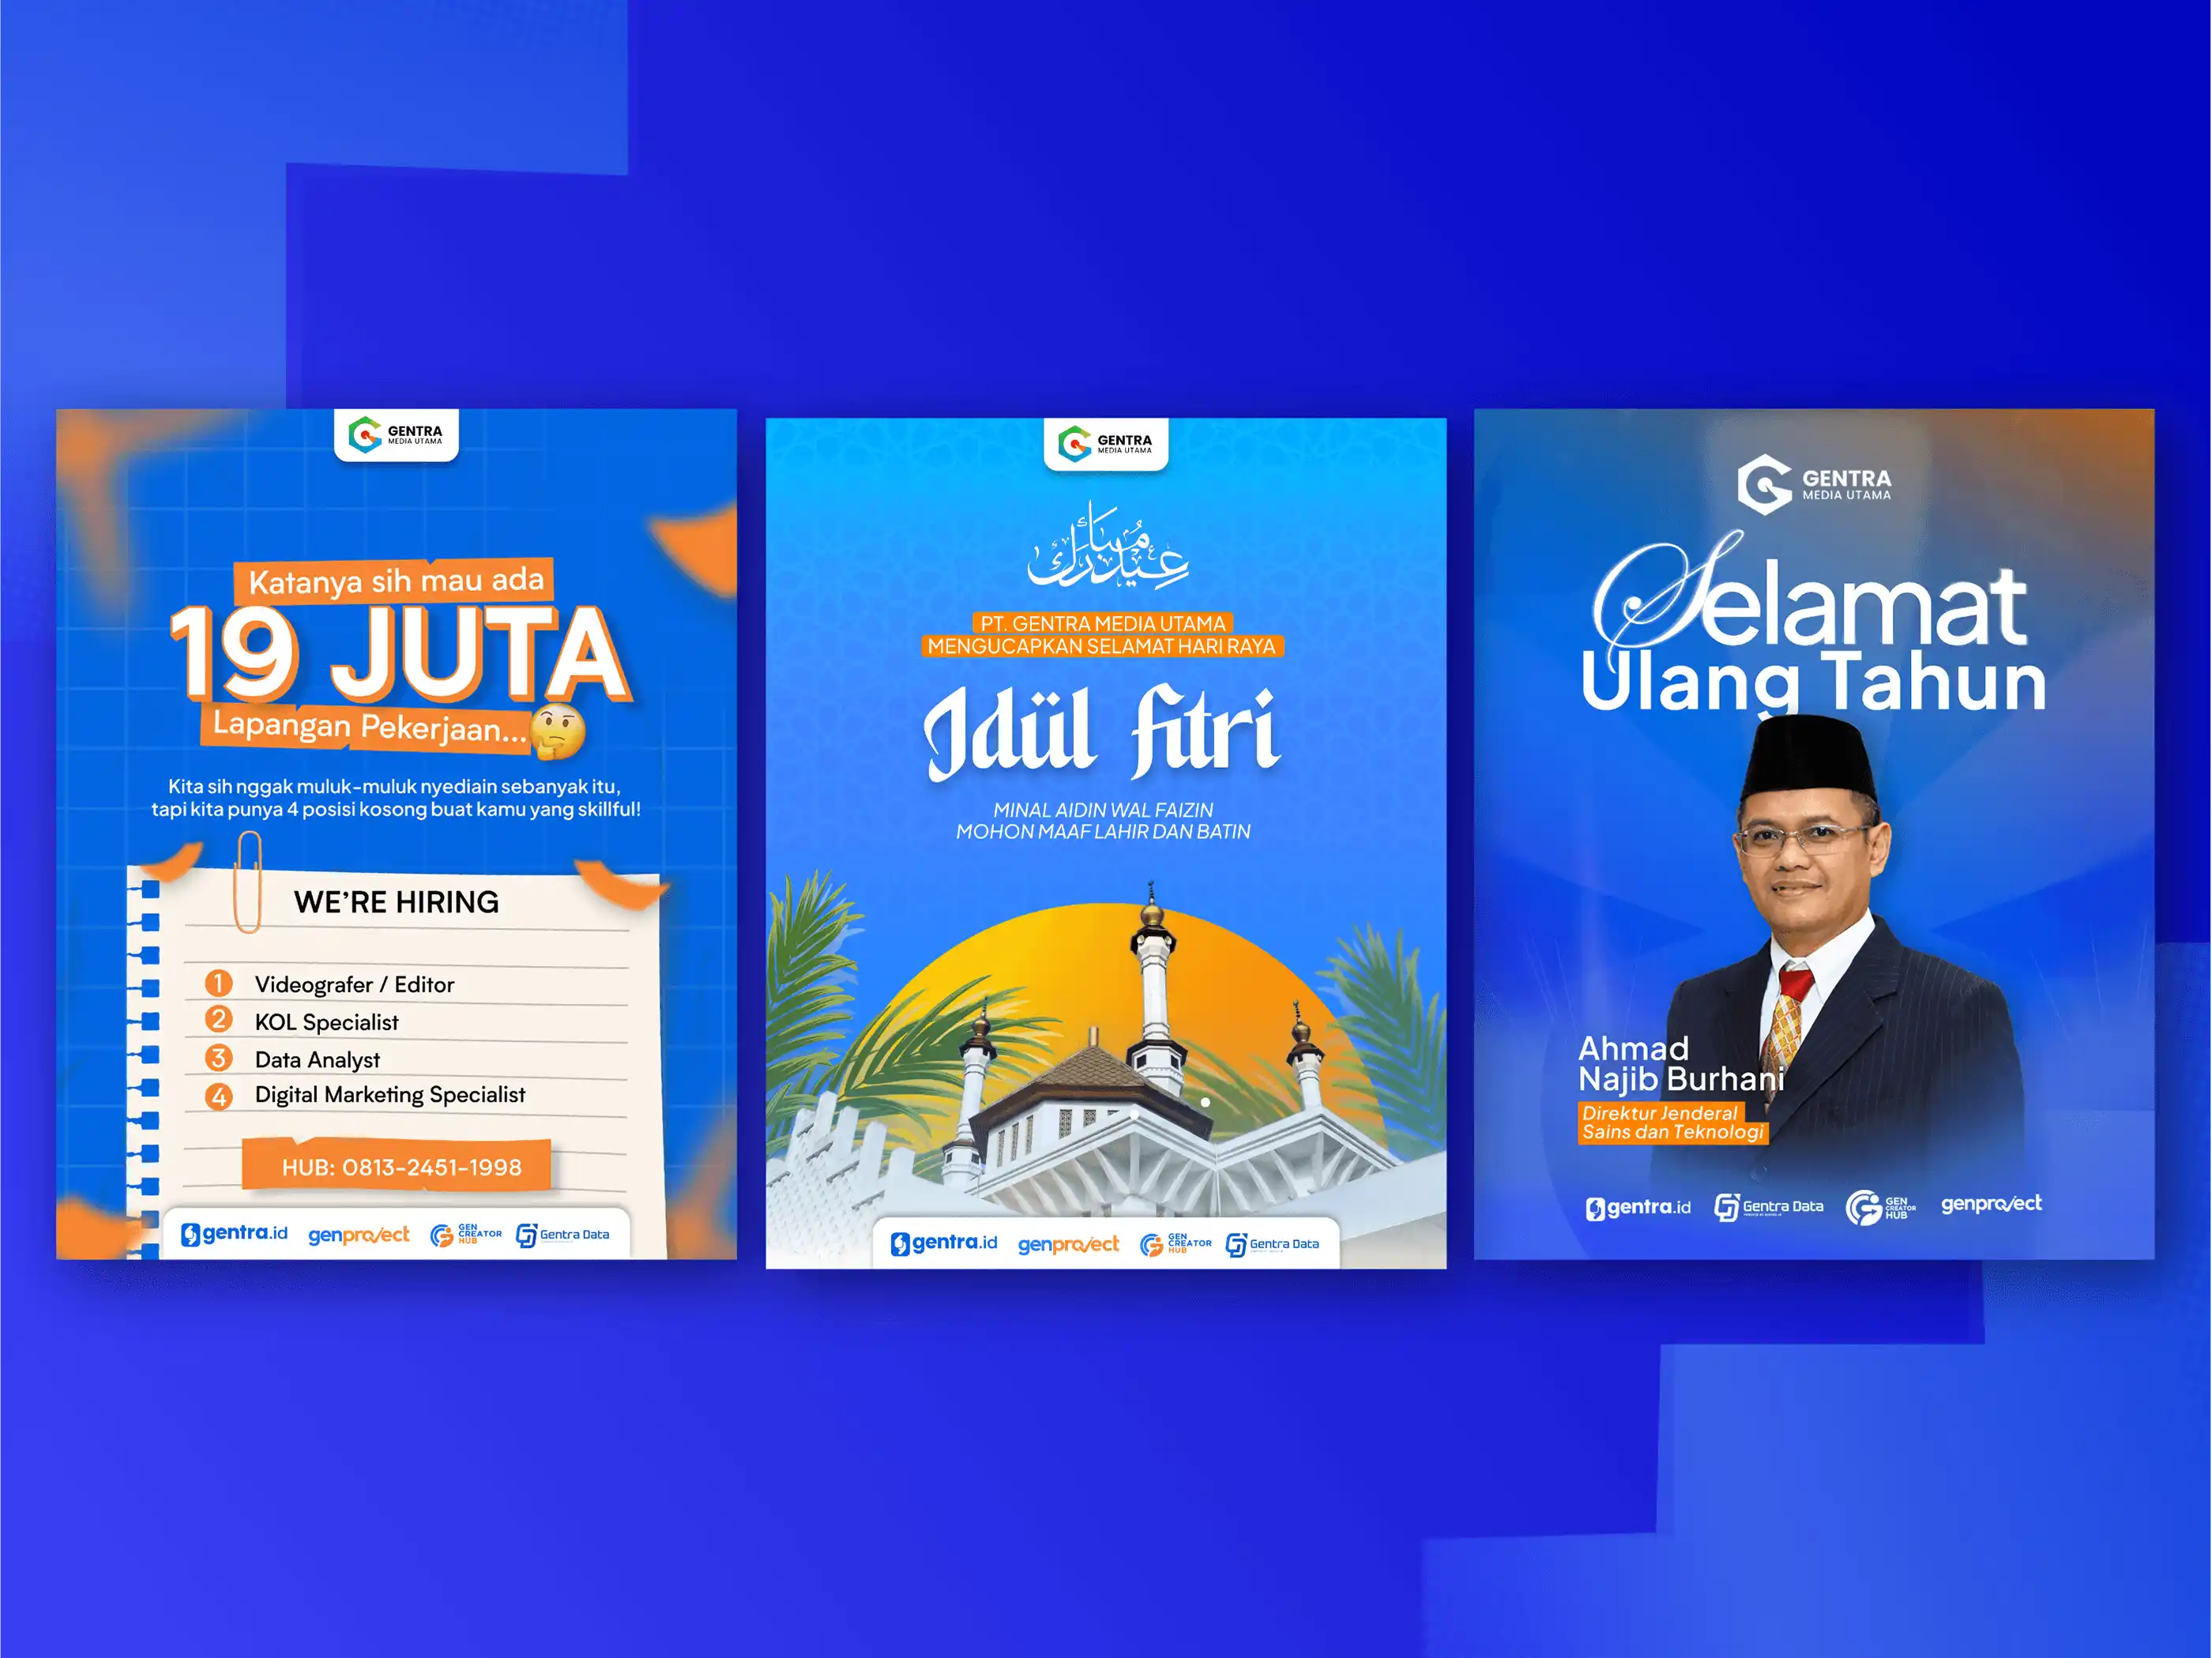 GENTRA
MEDIA UTAMA
Katanya sih mau ada
19 JUTA
Lapangan Pekerjaan...
Kita sih nggak muluk-muluk nyediain sebanyak itu,
tapi kita punya 4 posisi kosong buat kamu yang skillful!
WE'RE HIRING
1 Videografer / Editor
2 KOL Specialist
3 Data Analyst
4 Digital Marketing Specialist
HUB: 0813-2451-1998
gentra.id genproject GEN CREATOR HUB Gentra Data
GENTRA
MEDIA UTAMA
عِيْدٌ مُبَارَك
PT. GENTRA MEDIA UTAMA
MENGUCAPKAN SELAMAT HARI RAYA
Idül fitri
MINAL AIDIN WAL FAIZIN
MOHON MAAF LAHIR DAN BATIN
gentra.id genproject GEN CREATOR HUB Gentra Data
GENTRA
MEDIA UTAMA
Selamat
Ulang Tahun
Ahmad
Najib Burhani
Direktur Jenderal
Sains dan Teknologi
gentra.id Gentra Data GEN CREATOR HUB genproject